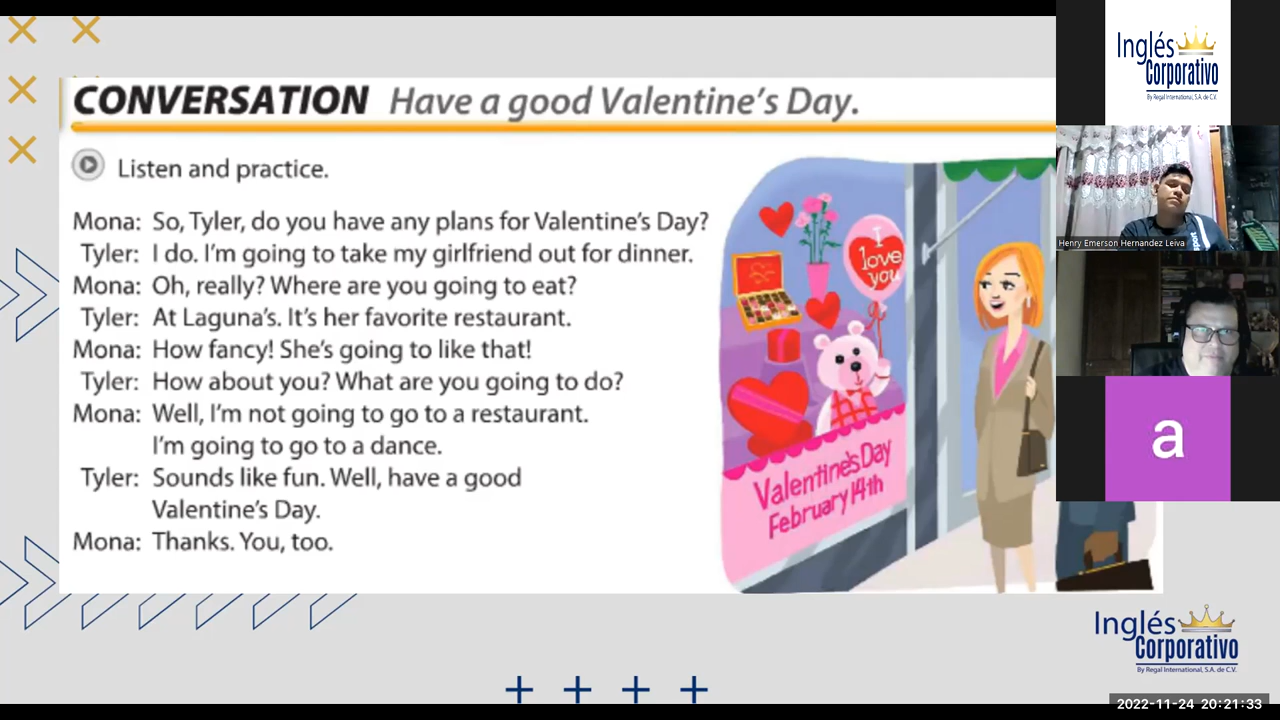 CONVERSATION Have a good Valentine's Day.
Listen and practice.
Mona: So, Tyler, do you have any plans for Valentine's Day?
Tyler: I do. I'm going to take my girlfriend out for dinner.
Mona: Oh, really? Where are you going to eat?
Tyler: At Laguna's. It's her favorite restaurant.
Mona: How fancy! She's going to like that!
Tyler: How about you? What are you going to do?
Mona: Well, I'm not going to go to a restaurant.
I'm going to go to a dance.
Tyler: Sounds like fun. Well, have a good
Valentine's Day.
Mona: Thanks. You, too.
I
love
you
Valentine's Day
February 14th
Inglés
Corporativo
By Regal International, S.A. de C.V.
Henry Emerson Hernandez Leiva
a
Inglés
Corporativo
By Regal International, S.A. de C.V.
2022-11-24 20:21:33